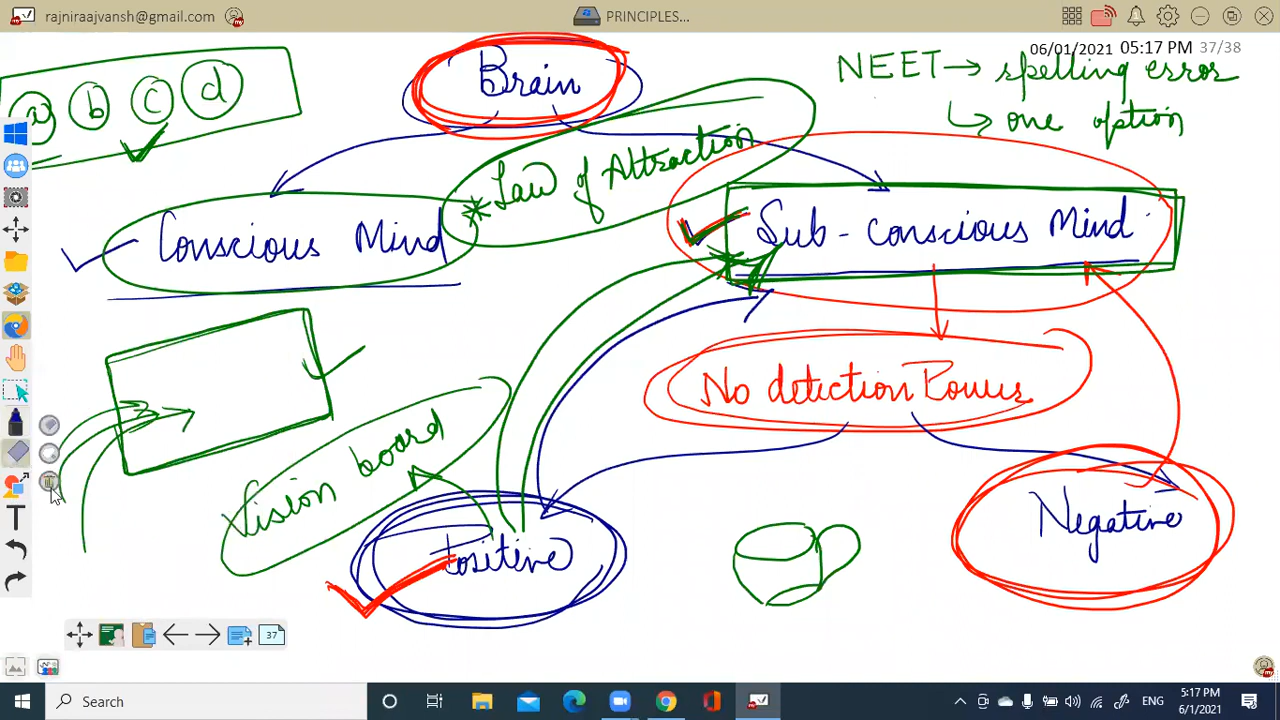 rajniraajvansh@gmail.com
PRINCIPLES...
06/01/2021 05:17 PM 37/38
NEET → spelling error
↳ one option
a b c d
Brain
* Law of Attraction
Conscious Mind
Sub-conscious Mind
No detection Power
Vision board
Positive
Negative
37
Search
ENG
5:17 PM
6/1/2021